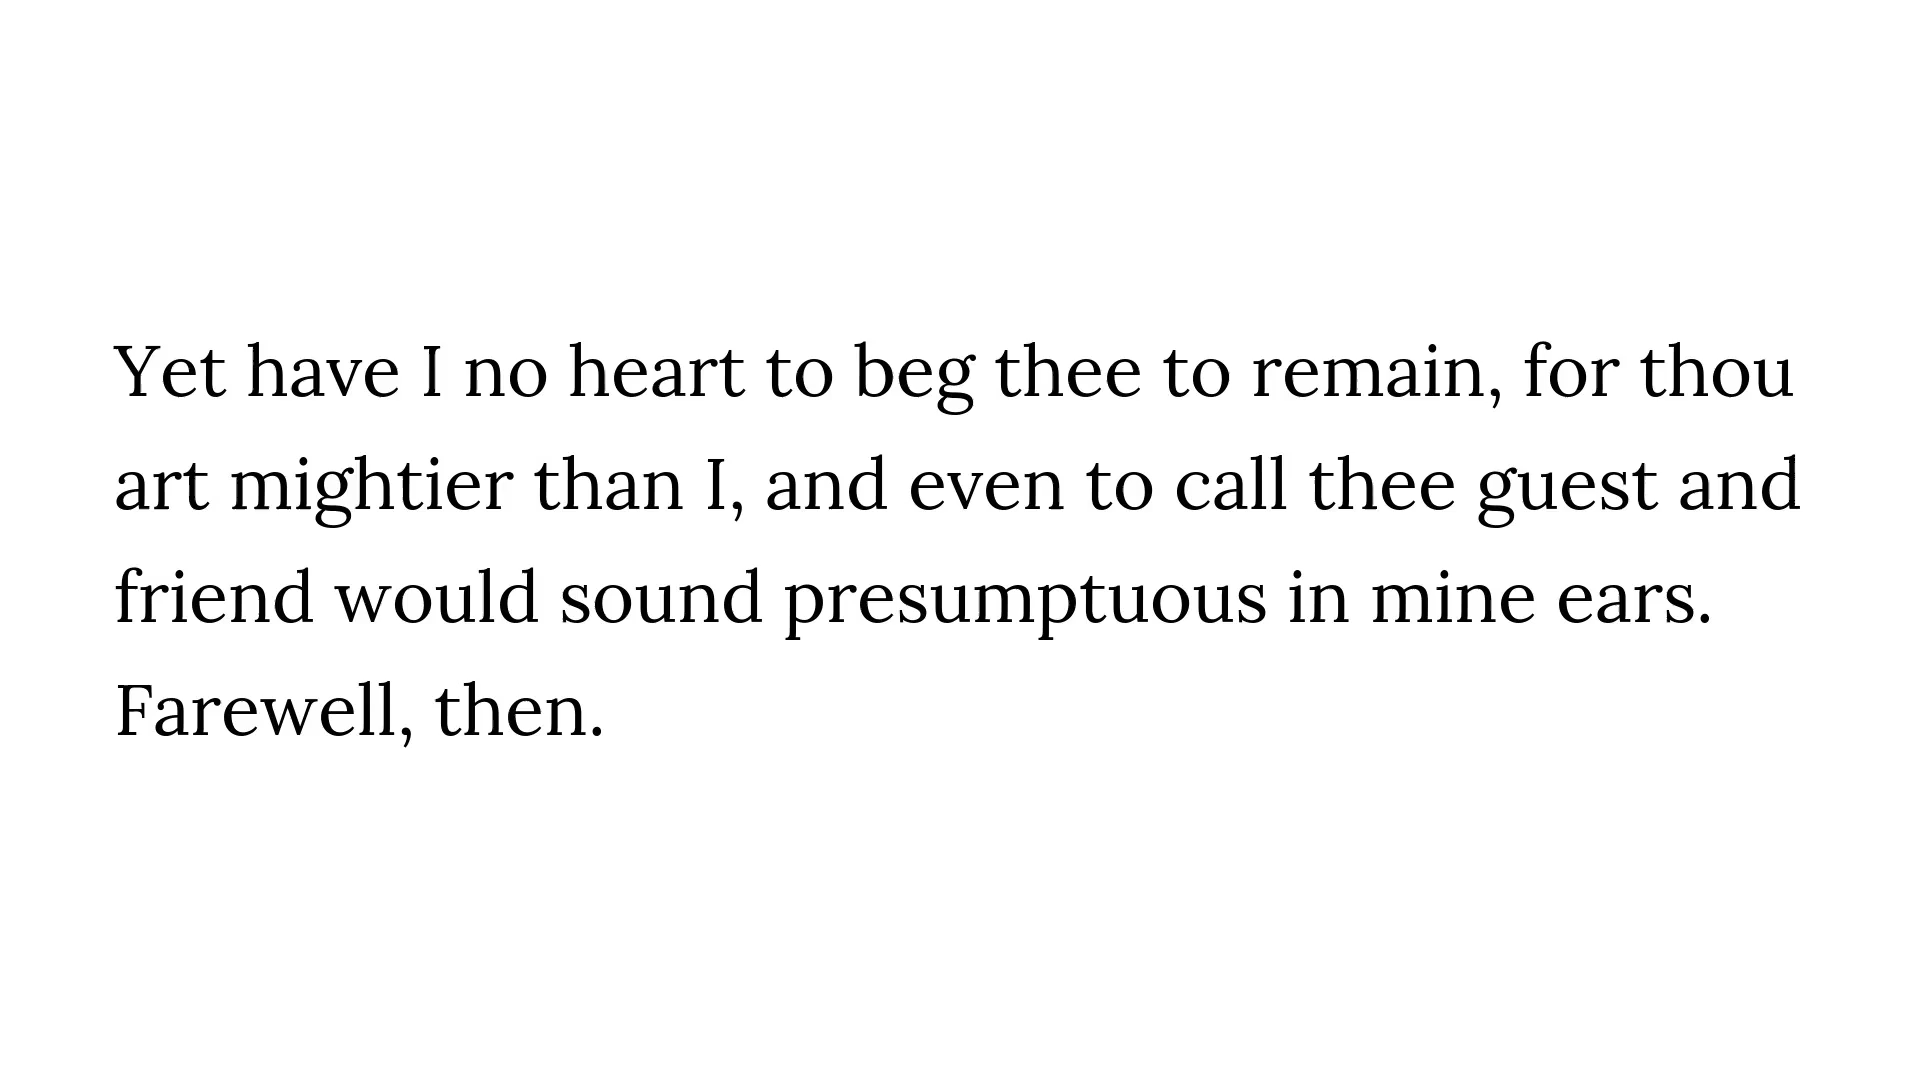 Yet have I no heart to beg thee to remain, for thou
art mightier than I, and even to call thee guest and
friend would sound presumptuous in mine ears.
Farewell, then.